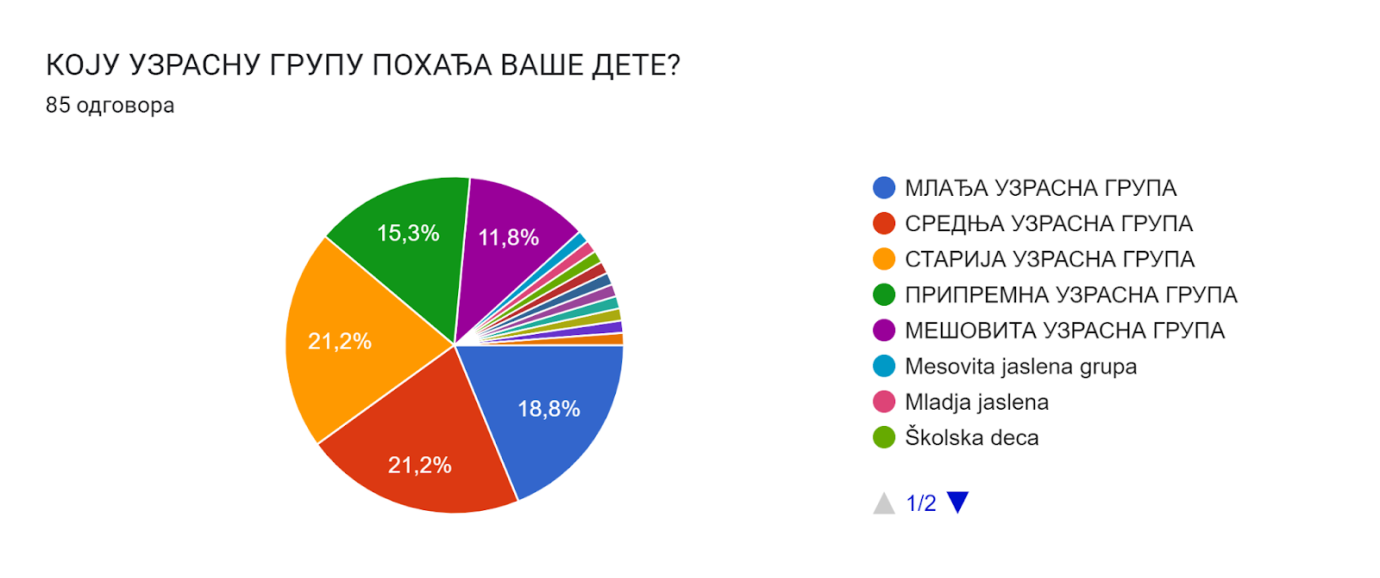 КОЈУ УЗРАСНУ ГРУПУ ПОХАЂА ВАШЕ ДЕТЕ?
85 одговора
15,3%
11,8%
21,2%
18,8%
21,2%
МЛАЂА УЗРАСНА ГРУПА
СРЕДЊА УЗРАСНА ГРУПА
СТАРИЈА УЗРАСНА ГРУПА
ПРИПРЕМНА УЗРАСНА ГРУПА
МЕШОВИТА УЗРАСНА ГРУПА
Mesovita jaslena grupa
Mladja jaslena
Školska deca
1/2